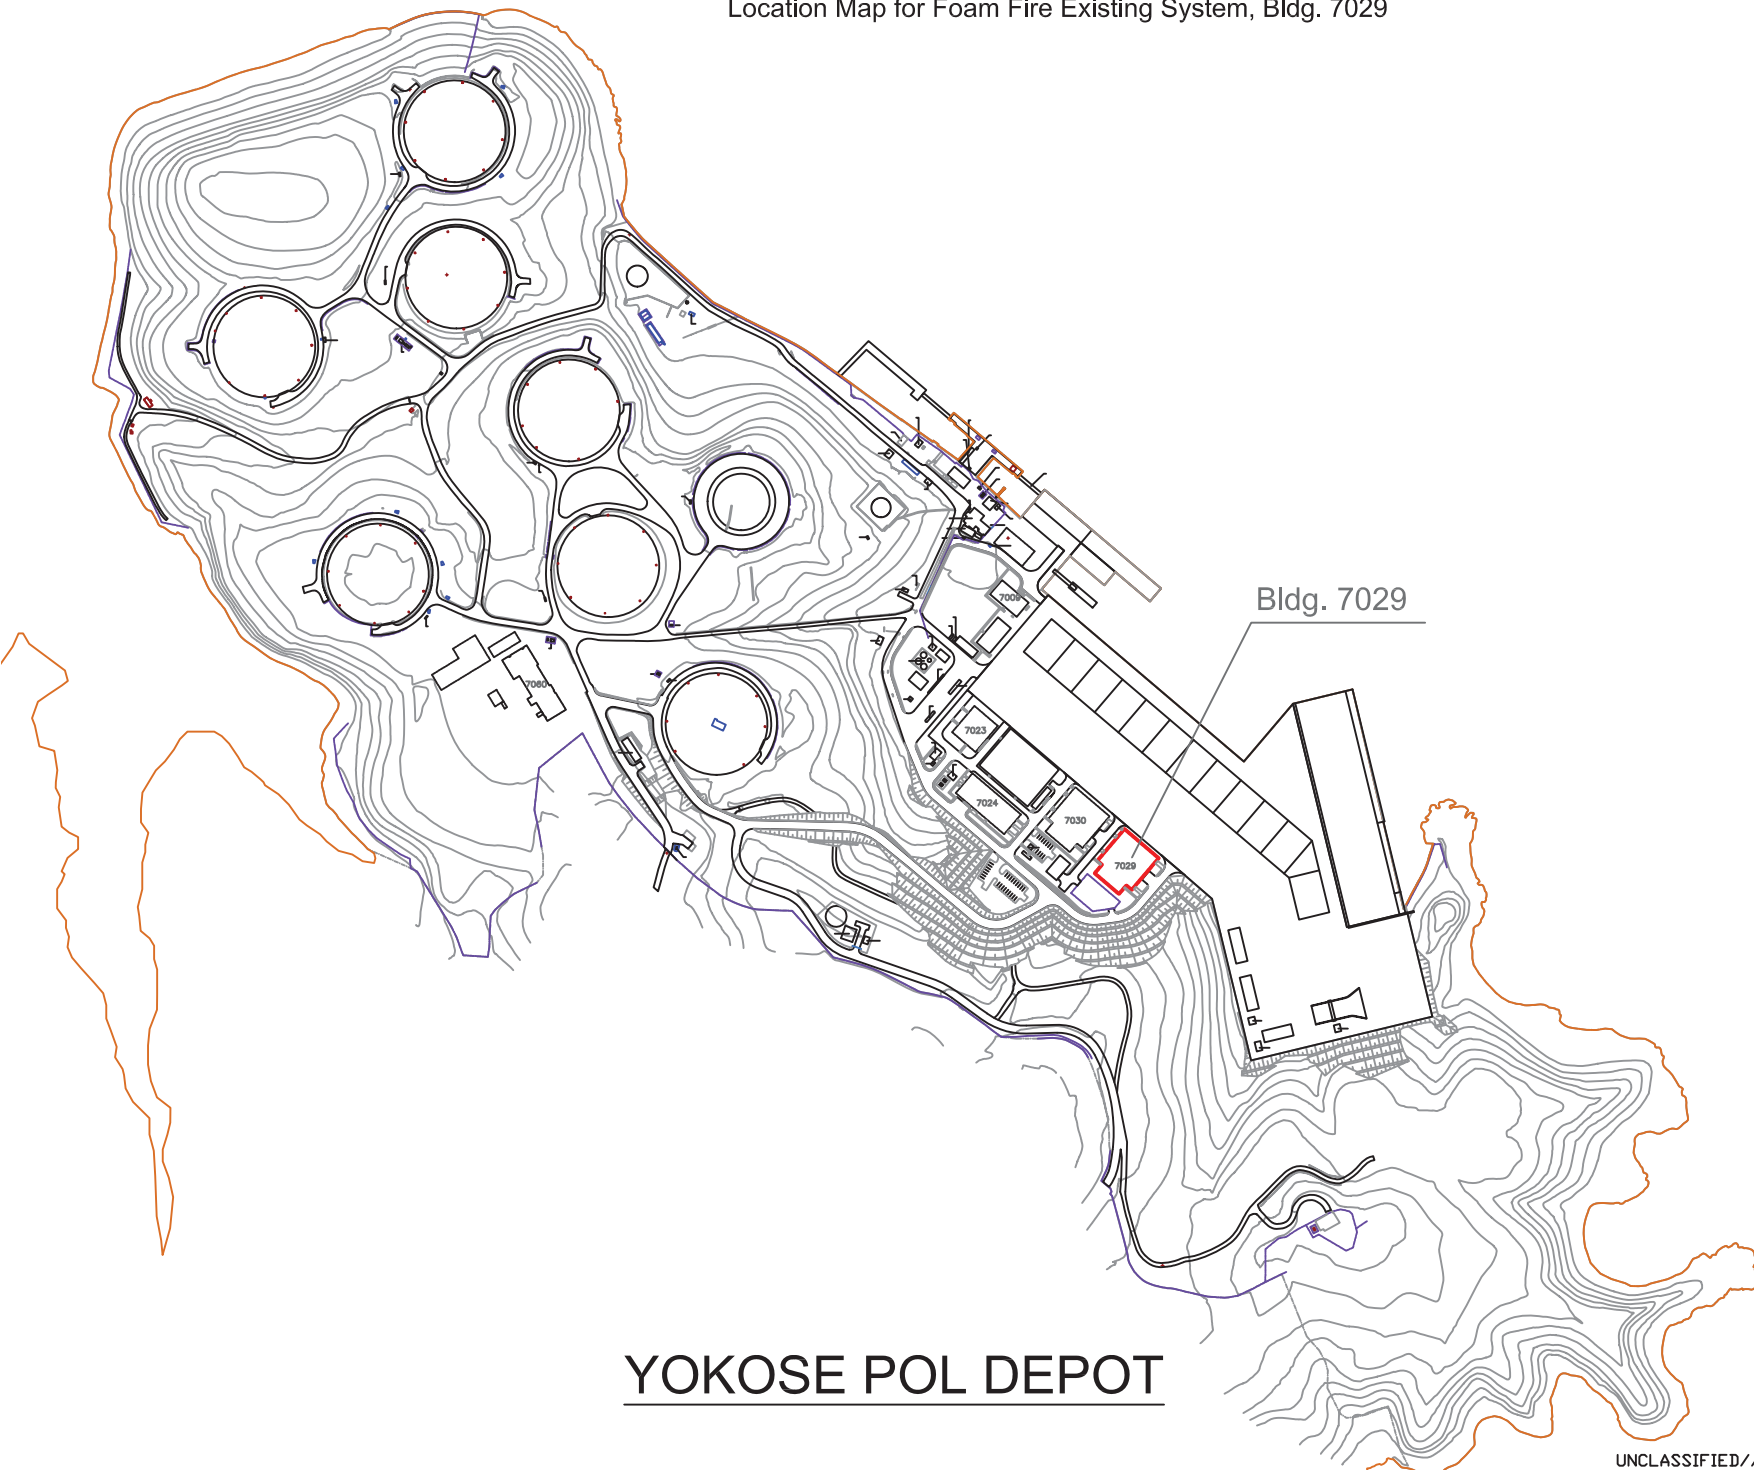 Location Map for Foam Fire Existing System, Bldg. 7029
Bldg. 7029
7009
7060
7023
7024
7030
7029
YOKOSE POL DEPOT
UNCLASSIFIED/